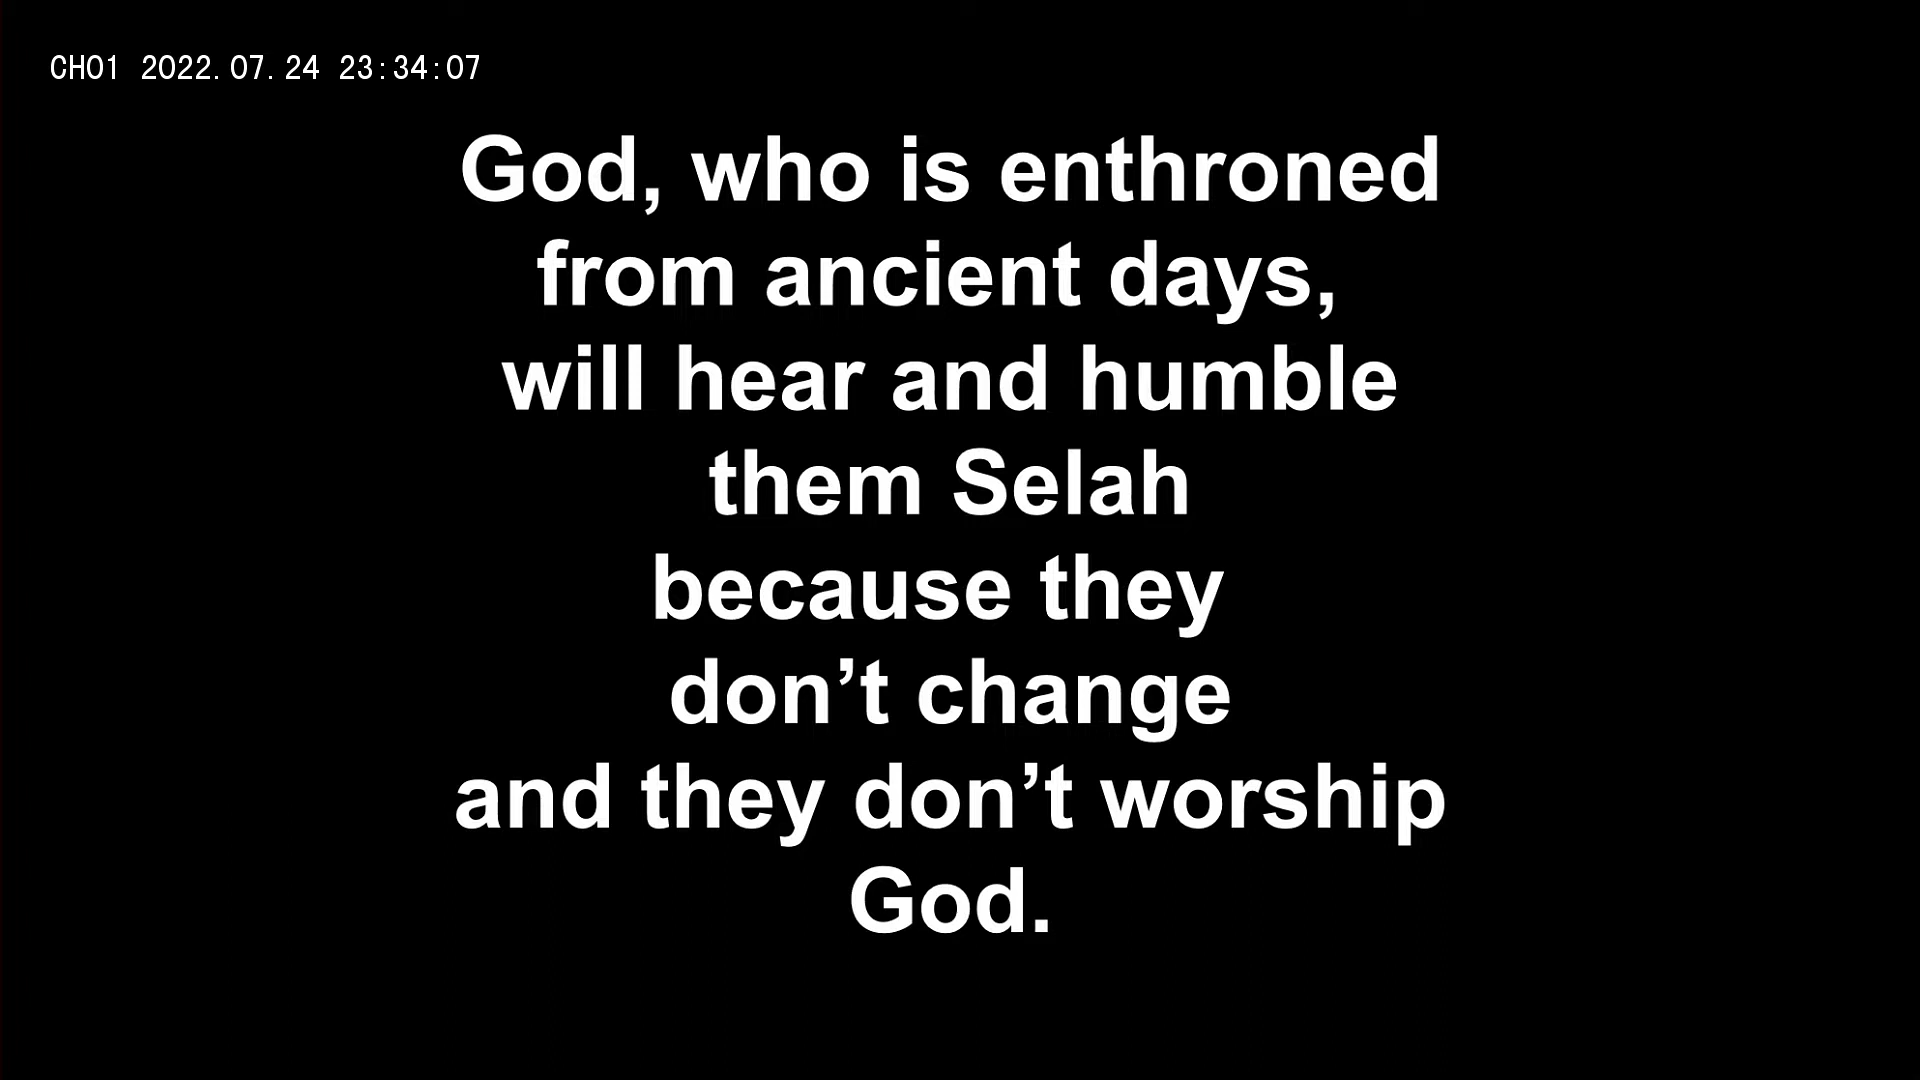 CH01 2022.07.24 23:34:07
God, who is enthroned
from ancient days,
will hear and humble
them Selah
because they
don’t change
and they don’t worship
God.